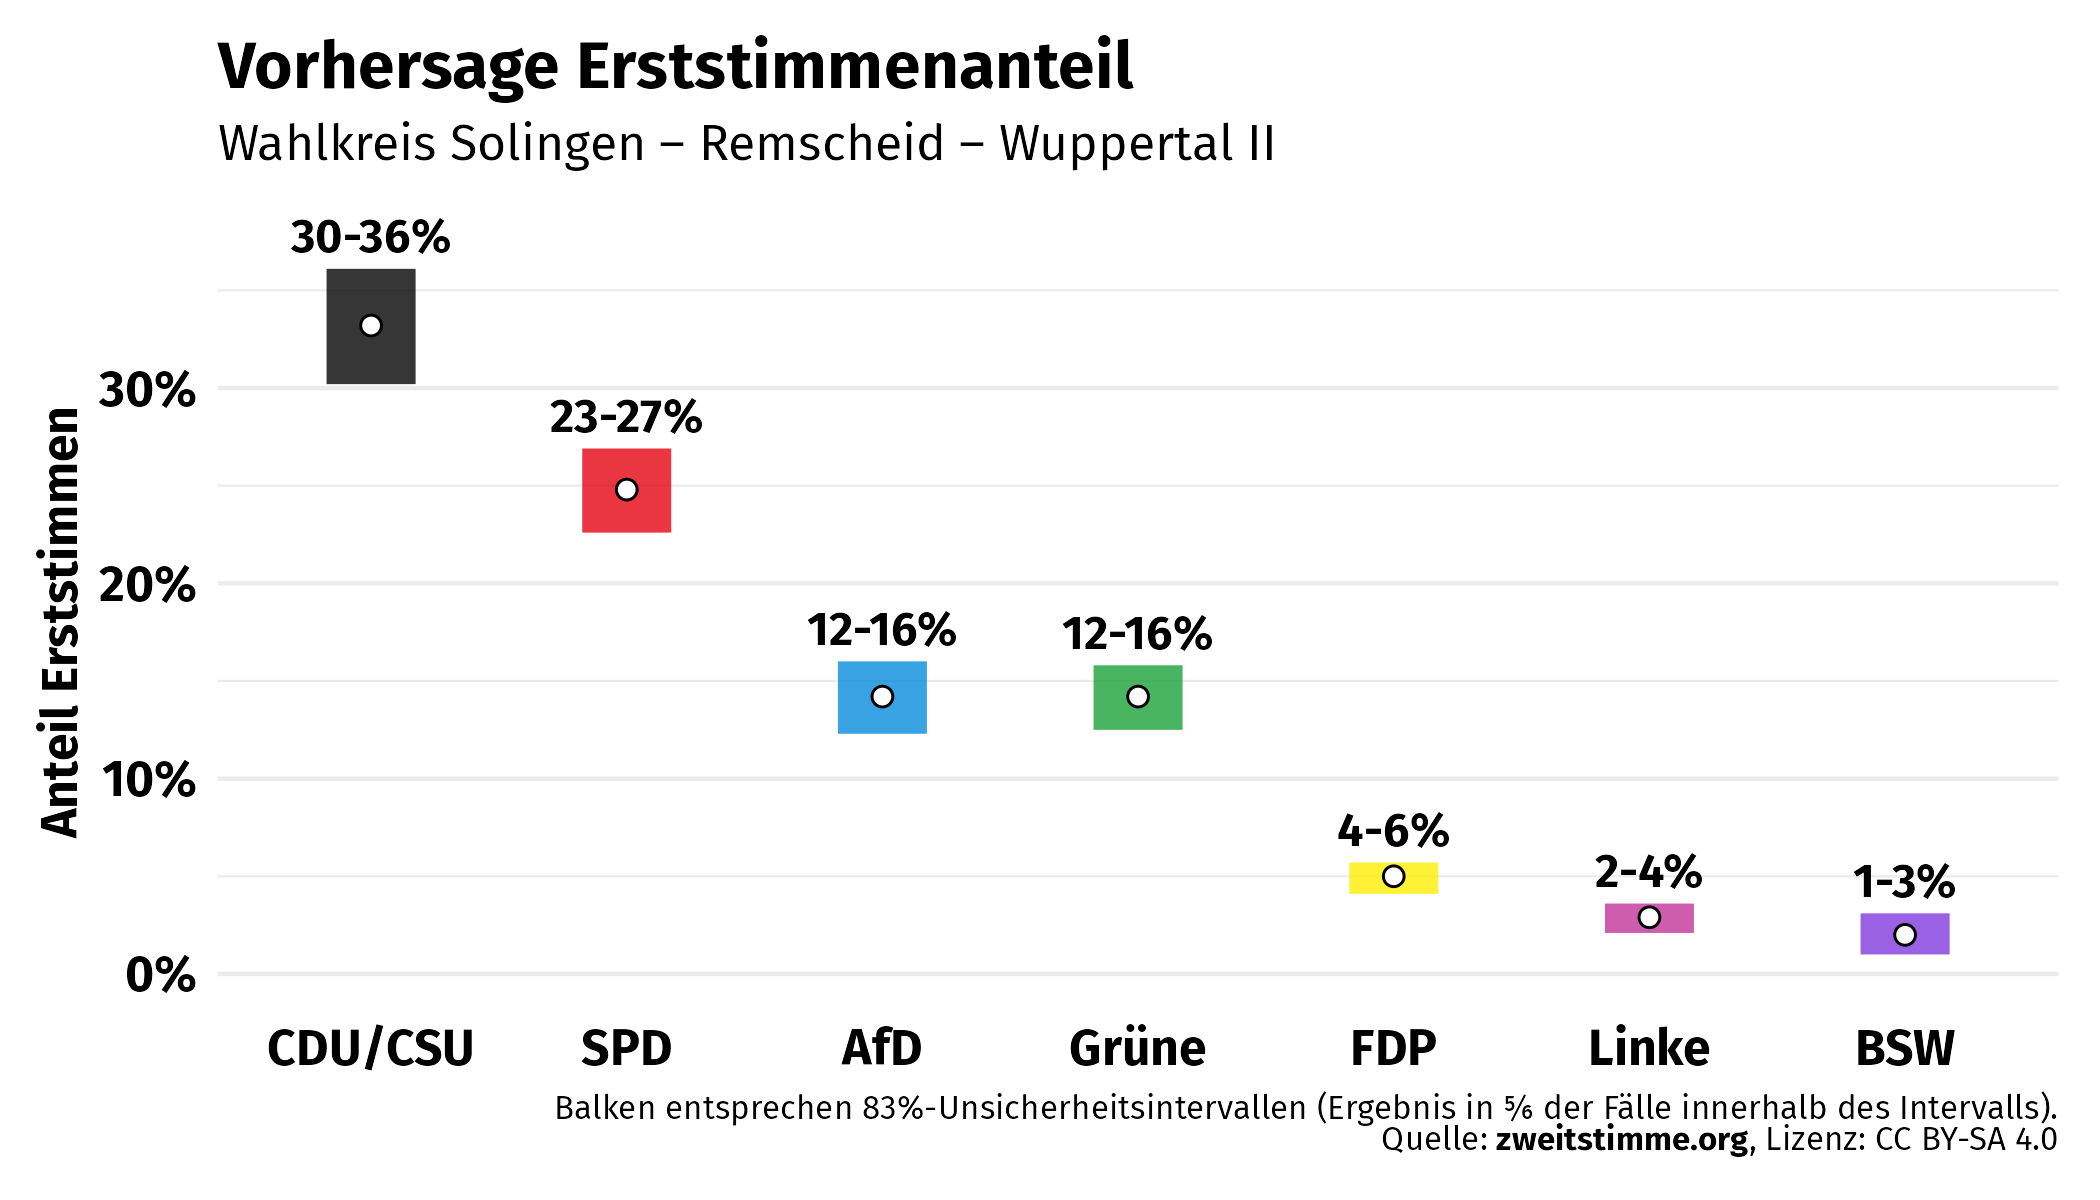 Vorhersage Erststimmenanteil
Wahlkreis Solingen – Remscheid – Wuppertal II
Anteil Erststimmen
30%
20%
10%
0%
30-36%
23-27%
12-16%
12-16%
4-6%
2-4%
1-3%
CDU/CSU
SPD
AfD
Grüne
FDP
Linke
BSW
Balken entsprechen 83%-Unsicherheitsintervallen (Ergebnis in ⅚ der Fälle innerhalb des Intervalls).
Quelle: zweitstimme.org, Lizenz: CC BY-SA 4.0